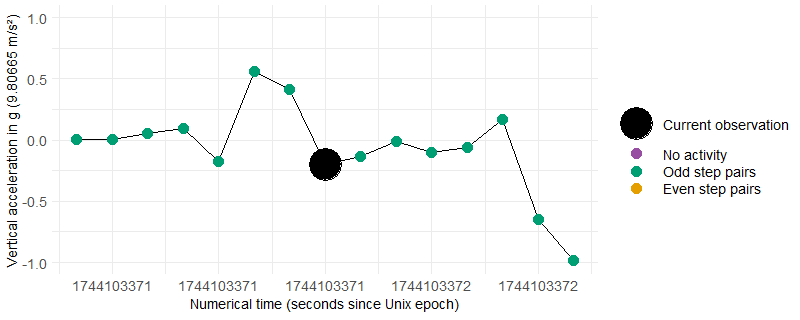 Vertical acceleration in g (9.80665 m/s²)
1.0
0.5
0.0
-0.5
-1.0
1744103371 1744103371 1744103371 1744103372 1744103372
Numerical time (seconds since Unix epoch)
Current observation
No activity
Odd step pairs
Even step pairs